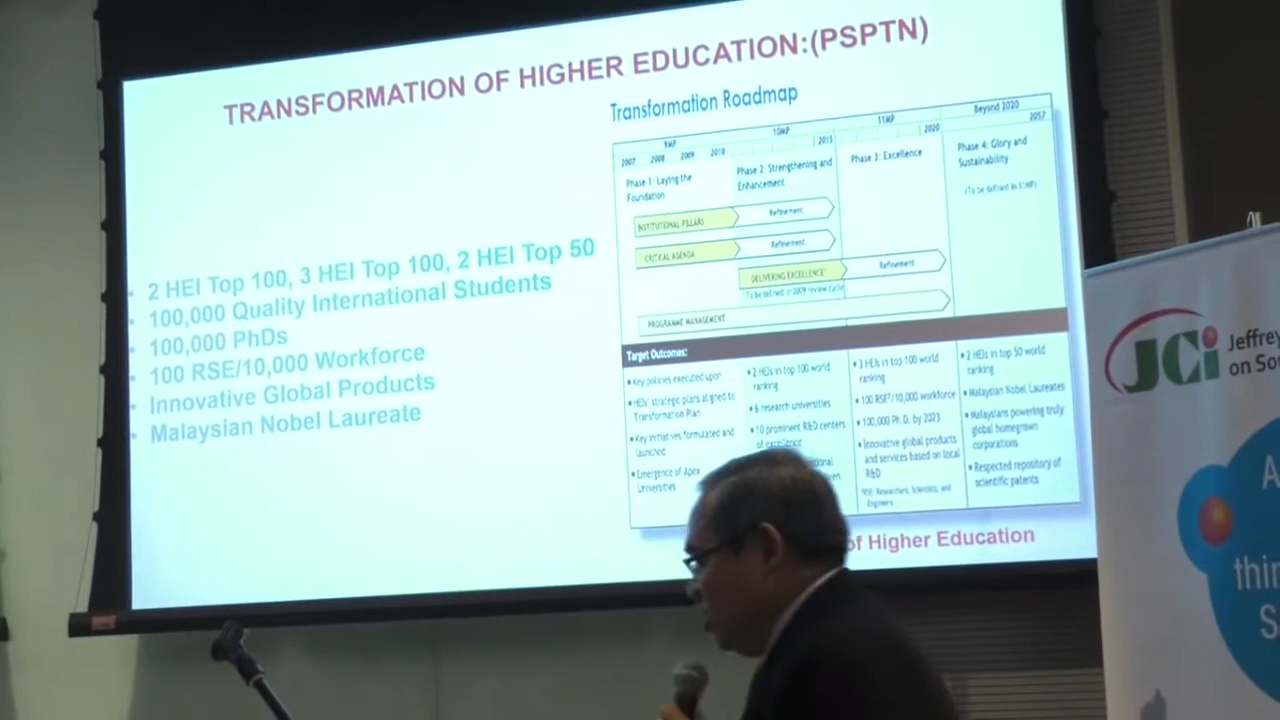 TRANSFORMATION OF HIGHER EDUCATION:(PSPTN)
2 HEI Top 100, 3 HEI Top 100, 2 HEI Top 50
100,000 Quality International Students
100,000 PhDs
100 RSE/10,000 Workforce
Innovative Global Products
Malaysian Nobel Laureate
Transformation Roadmap
9MP
10MP
11MP
Beyond 2020
2007 2008 2009 2010
2015
2020
2057
Phase 1: Laying the
Foundation
Phase 2: Strengthening and
Enhancement
Phase 3: Excellence
Phase 4: Glory and
Sustainability
(To be defined in 11MP)
INSTITUTIONAL PILLARS
Refinement
CRITICAL AGENDA
Refinement
DELIVERING EXCELLENCE
Refinement
To be defined in 2009 review cycle
PROGRAMME MANAGEMENT
Target Outcomes:
• Key policies executed upon
• HEIs' strategic plans aligned to
Transformation Plan
• Key initiatives formulated and
launched
• Emergence of Apex
Universities
• 2 HEIs in top 100 world
ranking
• 6 research universities
• 10 prominent R&D centers
of excellence
• 3 HEIs in top 100 world
ranking
• 100 RSE*/10,000 workforce
• 100,000 Ph.D. by 2023
• Innovative global products
and services based on local
R&D
*RSE: Researchers, Scientists, and
Engineers
• 2 HEIs in top 50 world
ranking
• Malaysian Nobel Laureates
• Malaysians powering truly
global homegrown
corporations
• Respected repository of
scientific patents
of Higher Education
JCi
Jeffrey
on So
A
thin
S